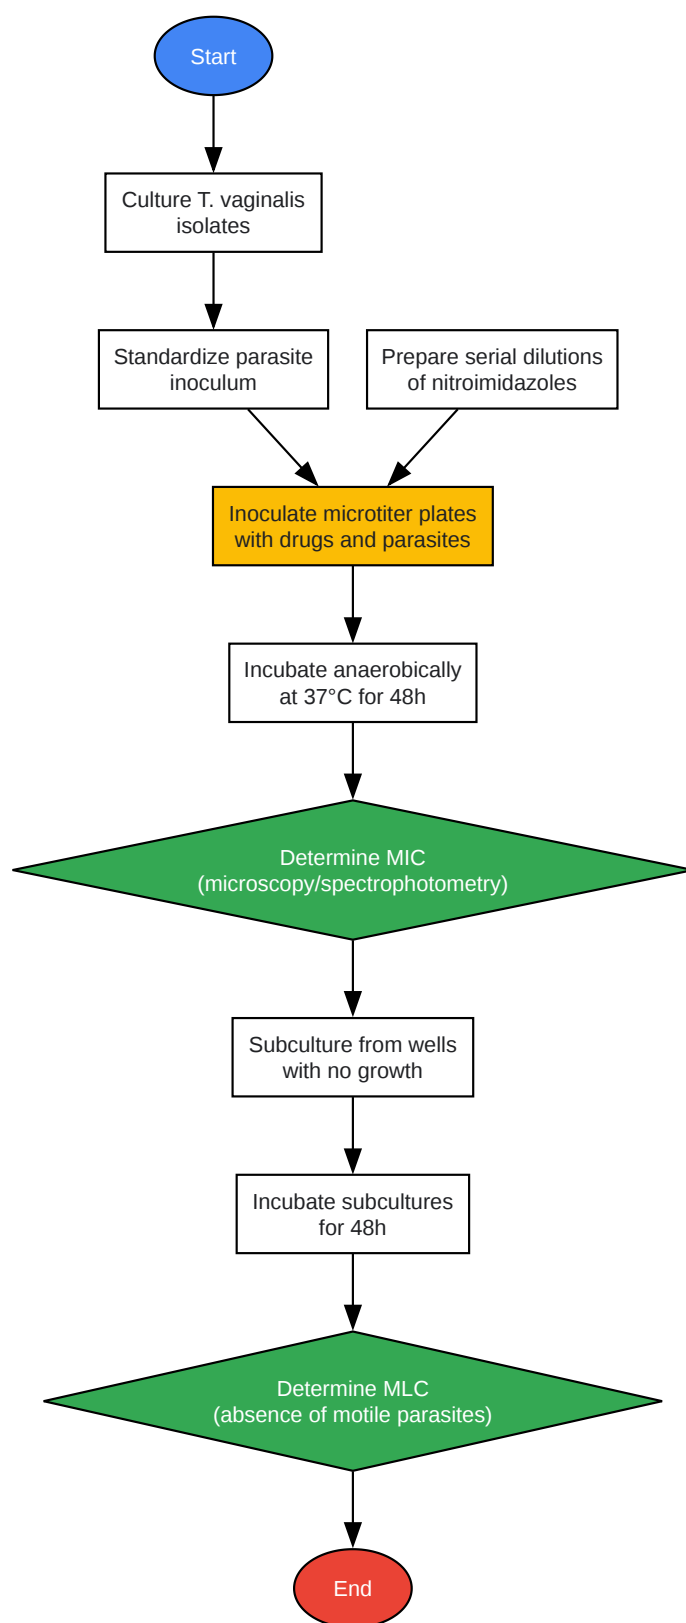 Start
Culture T. vaginalis
isolates
Standardize parasite
inoculum
Prepare serial dilutions
of nitroimidazoles
Inoculate microtiter plates
with drugs and parasites
Incubate anaerobically
at 37°C for 48h
Determine MIC
(microscopy/spectrophotometry)
Subculture from wells
with no growth
Incubate subcultures
for 48h
Determine MLC
(absence of motile parasites)
End